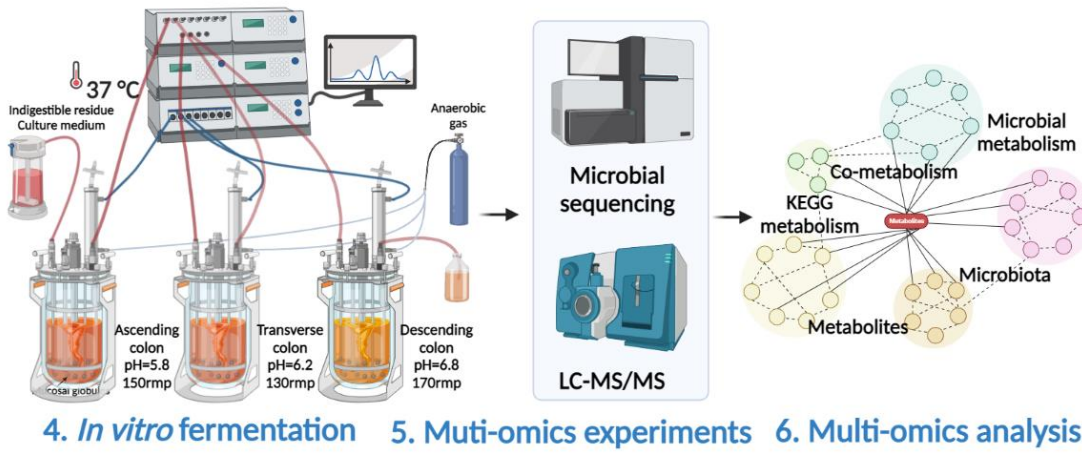 37 °C
Indigestible residue
Culture medium
Anaerobic
gas
Ascending
colon
pH=5.8
150rmp
Transverse
colon
pH=6.2
130rmp
Descending
colon
pH=6.8
170rmp
Microbial
sequencing
LC-MS/MS
Microbial
metabolism
Co-metabolism
KEGG
metabolism
Metabolites
Microbiota
Metabolites
4. In vitro fermentation
5. Muti-omics experiments
6. Multi-omics analysis